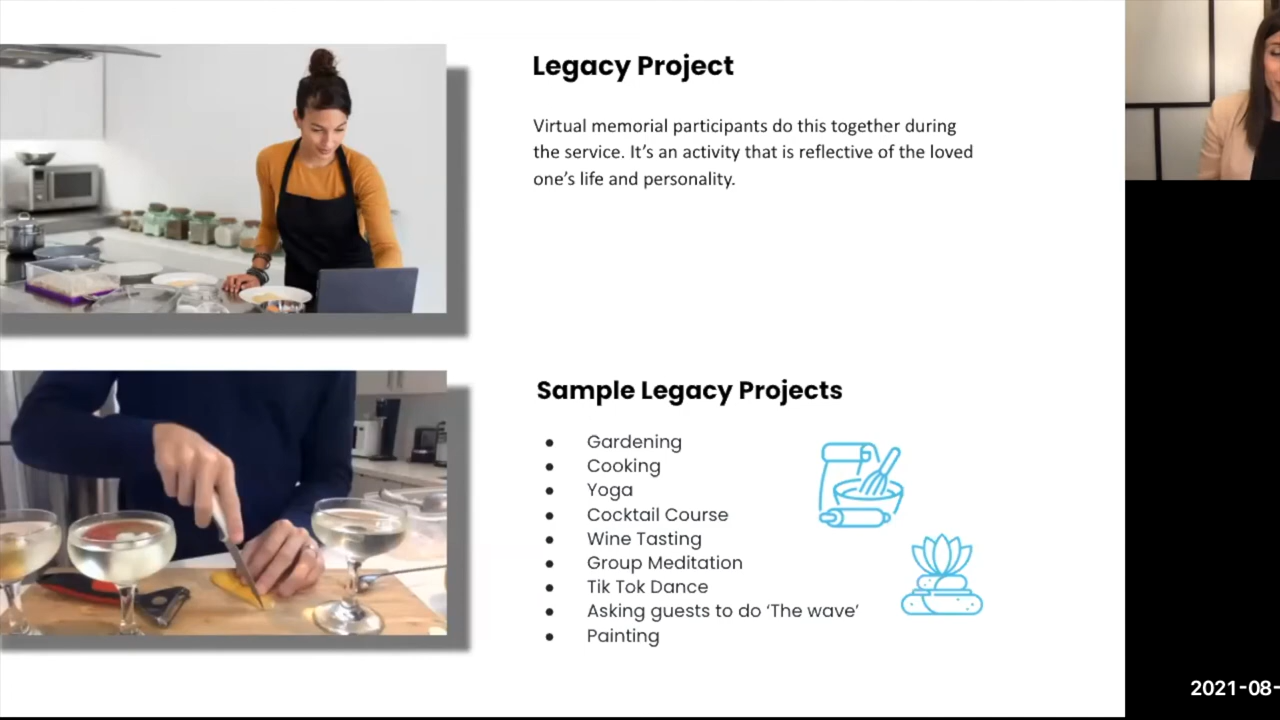 Legacy Project
Virtual memorial participants do this together during
the service. It’s an activity that is reflective of the loved
one’s life and personality.
Sample Legacy Projects
● Gardening
● Cooking
● Yoga
● Cocktail Course
● Wine Tasting
● Group Meditation
● Tik Tok Dance
● Asking guests to do ‘The wave’
● Painting
2021-08-